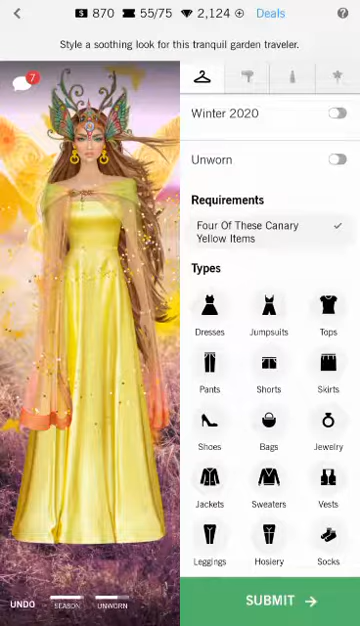 $ 870 55/75 2,124 Deals ?
Style a soothing look for this tranquil garden traveler.
7
Winter 2020
Unworn
Requirements
Four Of These Canary
Yellow Items
Types
Dresses Jumpsuits Tops
Pants Shorts Skirts
Shoes Bags Jewelry
Jackets Sweaters Vests
Leggings Hosiery Socks
UNDO SEASON UNWORN
SUBMIT